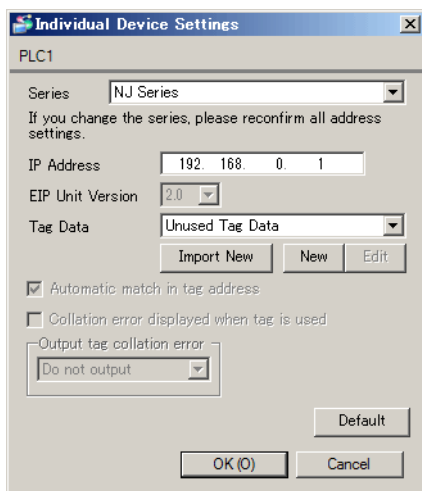 Individual Device Settings
PLC1
Series NJ Series
If you change the series, please reconfirm all address
settings.
IP Address 192. 168. 0. 1
EIP Unit Version 2.0
Tag Data Unused Tag Data
Import New New Edit
Automatic match in tag address
Collation error displayed when tag is used
Output tag collation error
Do not output
Default
OK (O) Cancel